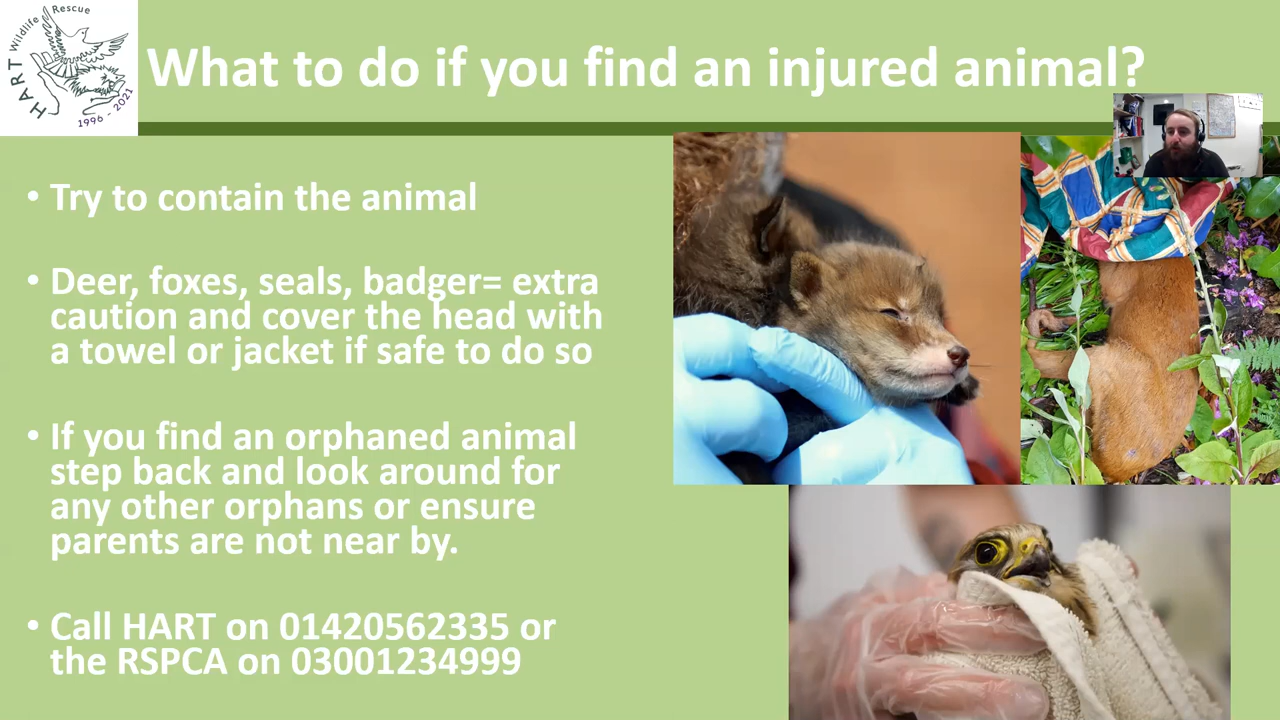 Wildlife Rescue
HART
1996 - 2021
What to do if you find an injured animal?
• Try to contain the animal
• Deer, foxes, seals, badger= extra
caution and cover the head with
a towel or jacket if safe to do so
• If you find an orphaned animal
step back and look around for
any other orphans or ensure
parents are not near by.
• Call HART on 01420562335 or
the RSPCA on 03001234999